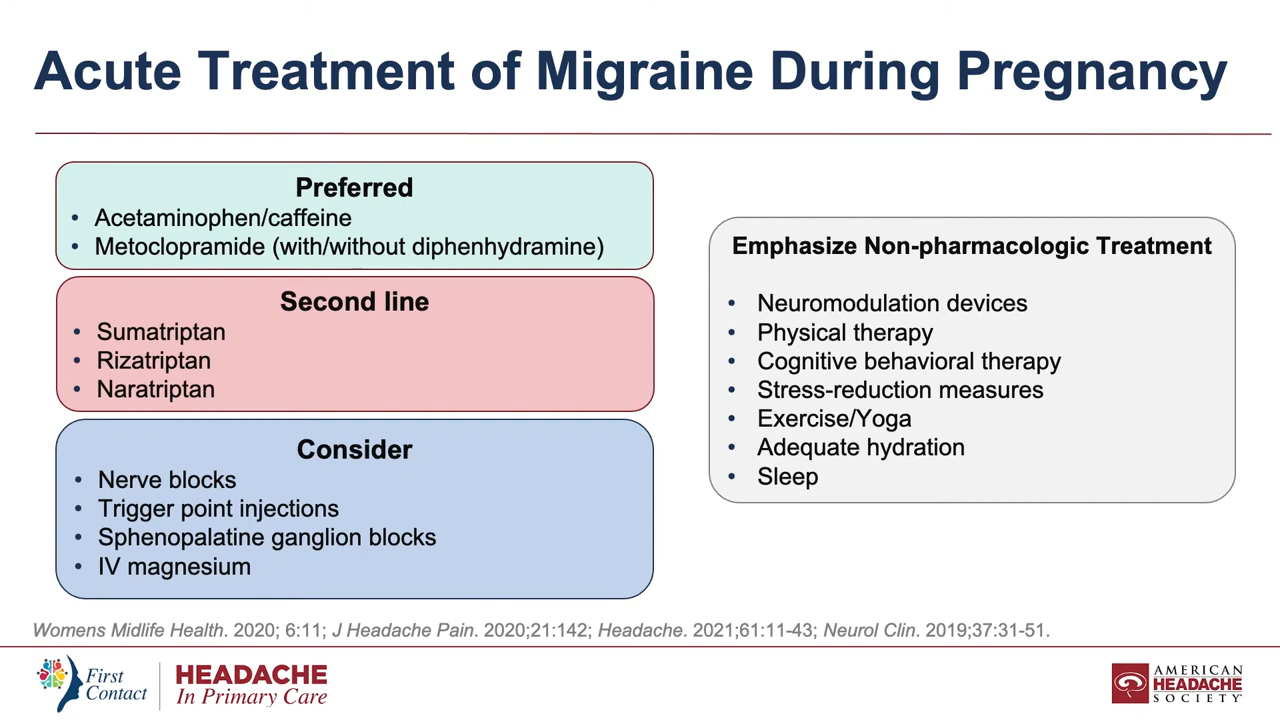 Acute Treatment of Migraine During Pregnancy
Preferred
• Acetaminophen/caffeine
• Metoclopramide (with/without diphenhydramine)
Second line
• Sumatriptan
• Rizatriptan
• Naratriptan
Consider
• Nerve blocks
• Trigger point injections
• Sphenopalatine ganglion blocks
• IV magnesium
Emphasize Non-pharmacologic Treatment
• Neuromodulation devices
• Physical therapy
• Cognitive behavioral therapy
• Stress-reduction measures
• Exercise/Yoga
• Adequate hydration
• Sleep
Womens Midlife Health. 2020; 6:11; J Headache Pain. 2020;21:142; Headache. 2021;61:11-43; Neurol Clin. 2019;37:31-51.
First
Contact
HEADACHE
In Primary Care
AMERICAN
HEADACHE
SOCIETY